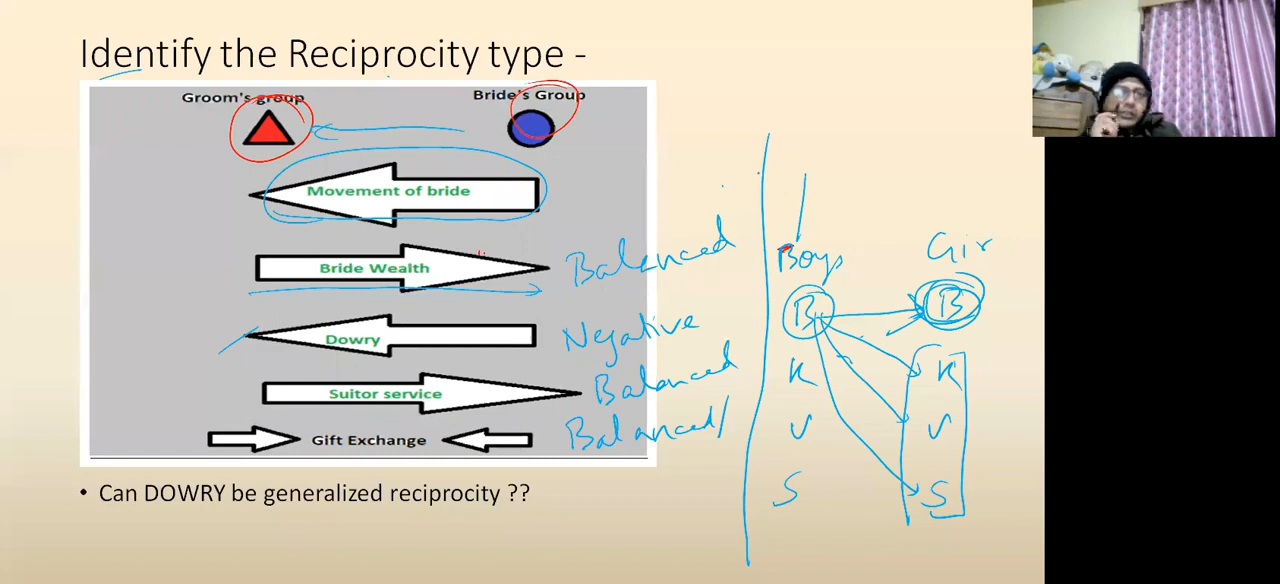 Identify the Reciprocity type -
Groom's group
Bride's Group
Movement of bride
Bride Wealth
Balanced
Dowry
Negative
Suitor service
Balanced
Gift Exchange
Balanced/
• Can DOWRY be generalized reciprocity ??
Boys
Gir
B
B
K
K
V
V
S
S